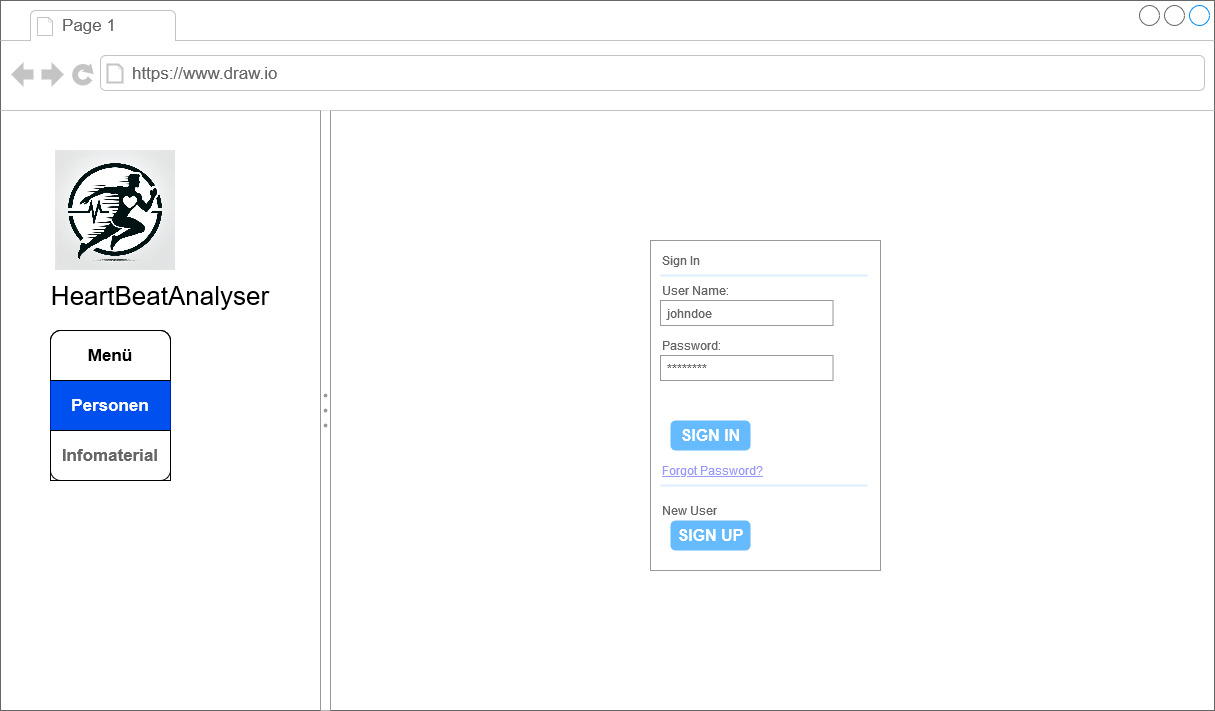 Page 1
https://www.draw.io
HeartBeatAnalyser
Menü
Personen
Infomaterial
Sign In
User Name:
johndoe
Password:
********
SIGN IN
Forgot Password?
New User
SIGN UP